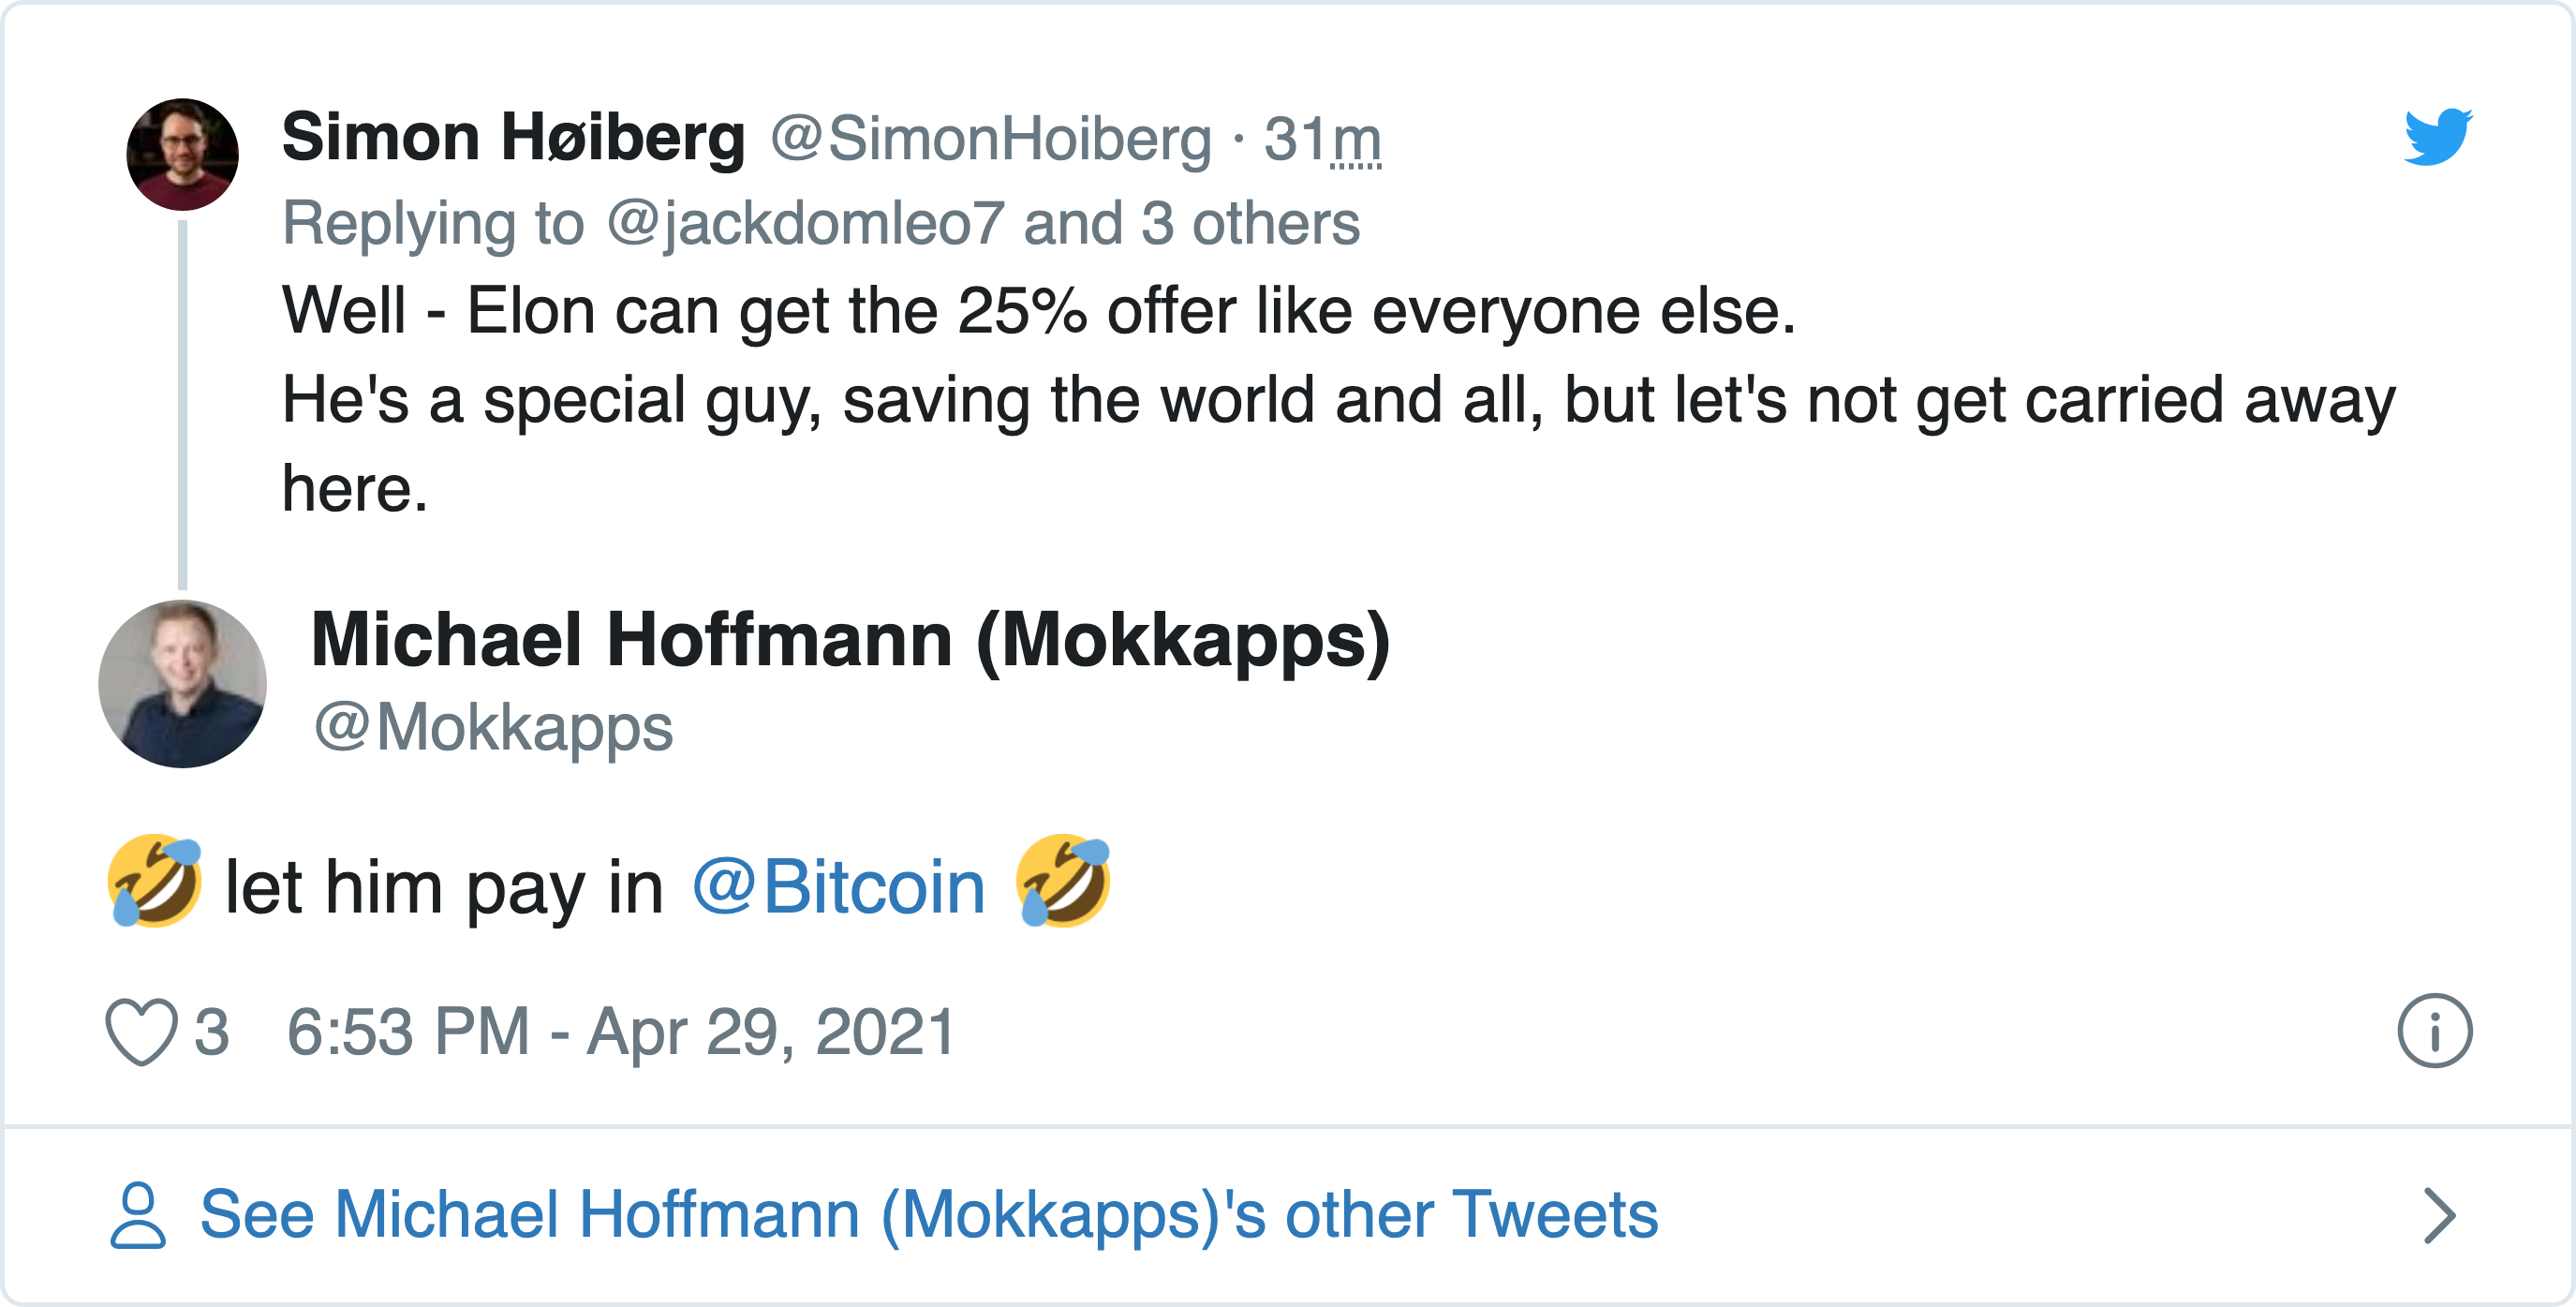 Simon Høiberg @SimonHoiberg · 31m
Replying to @jackdomleo7 and 3 others
Well - Elon can get the 25% offer like everyone else.
He's a special guy, saving the world and all, but let's not get carried away
here.
Michael Hoffmann (Mokkapps)
@Mokkapps
🤣 let him pay in @Bitcoin 🤣
3 6:53 PM - Apr 29, 2021
See Michael Hoffmann (Mokkapps)'s other Tweets